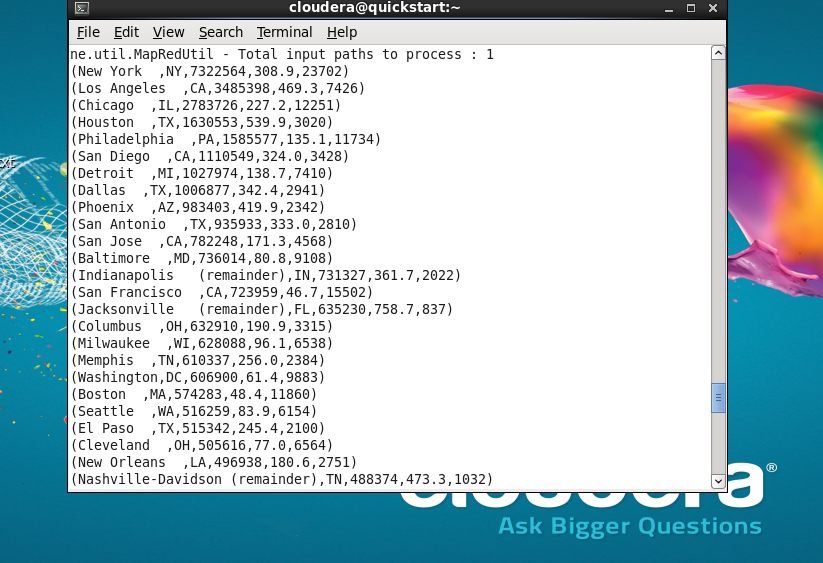 cloudera@quickstart:~
File Edit View Search Terminal Help
ne.util.MapRedUtil - Total input paths to process : 1
(New York  ,NY,7322564,308.9,23702)
(Los Angeles  ,CA,3485398,469.3,7426)
(Chicago  ,IL,2783726,227.2,12251)
(Houston  ,TX,1630553,539.9,3020)
(Philadelphia  ,PA,1585577,135.1,11734)
(San Diego  ,CA,1110549,324.0,3428)
(Detroit  ,MI,1027974,138.7,7410)
(Dallas  ,TX,1006877,342.4,2941)
(Phoenix  ,AZ,983403,419.9,2342)
(San Antonio  ,TX,935933,333.0,2810)
(San Jose  ,CA,782248,171.3,4568)
(Baltimore  ,MD,736014,80.8,9108)
(Indianapolis   (remainder),IN,731327,361.7,2022)
(San Francisco  ,CA,723959,46.7,15502)
(Jacksonville   (remainder),FL,635230,758.7,837)
(Columbus  ,OH,632910,190.9,3315)
(Milwaukee  ,WI,628088,96.1,6538)
(Memphis  ,TN,610337,256.0,2384)
(Washington,DC,606900,61.4,9883)
(Boston  ,MA,574283,48.4,11860)
(Seattle  ,WA,516259,83.9,6154)
(El Paso  ,TX,515342,245.4,2100)
(Cleveland  ,OH,505616,77.0,6564)
(New Orleans  ,LA,496938,180.6,2751)
(Nashville-Davidson (remainder),TN,488374,473.3,1032)
cloudera®
Ask Bigger Questions